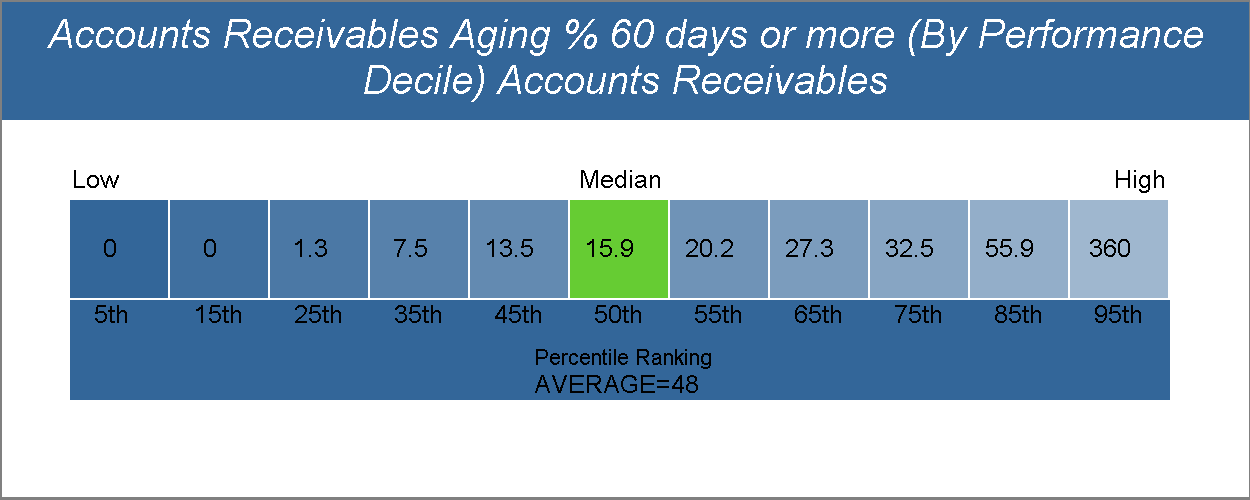 Accounts Receivables Aging % 60 days or more (By Performance
Decile) Accounts Receivables
Low Median High
0 0 1.3 7.5 13.5 15.9 20.2 27.3 32.5 55.9 360
5th 15th 25th 35th 45th 50th 55th 65th 75th 85th 95th
Percentile Ranking
AVERAGE=48